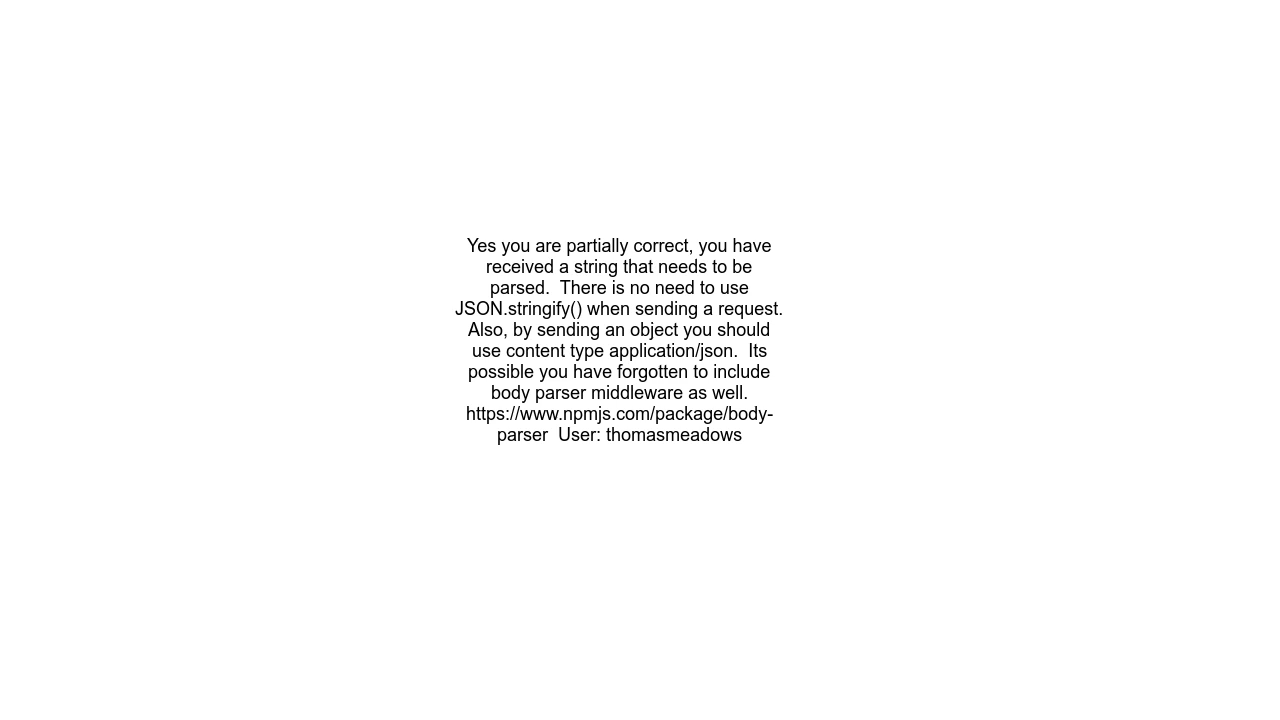 Yes you are partially correct, you have
received a string that needs to be
parsed.  There is no need to use
JSON.stringify() when sending a request.
Also, by sending an object you should
use content type application/json.  Its
possible you have forgotten to include
body parser middleware as well.
https://www.npmjs.com/package/body-
parser  User: thomasmeadows